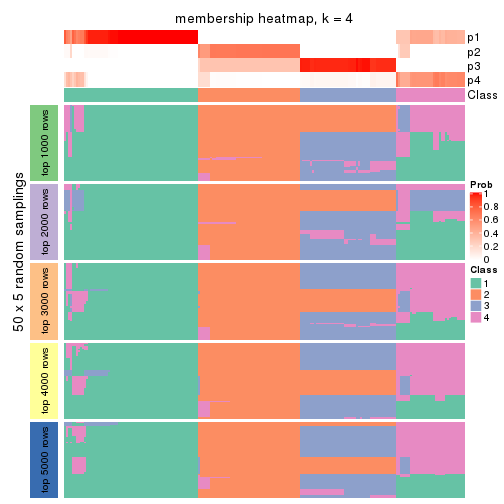 membership heatmap, k = 4
p1
p2
p3
p4
Class
50 x 5 random samplings
top 1000 rows
top 2000 rows
top 3000 rows
top 4000 rows
top 5000 rows
Prob
1
0.8
0.6
0.4
0.2
0
Class
1
2
3
4